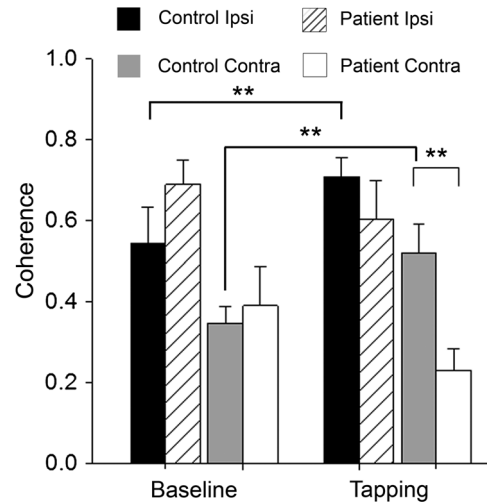 Control Ipsi
Patient Ipsi
Control Contra
Patient Contra
1.0
0.8
0.6
0.4
0.2
0.0
Coherence
**
**
**
Baseline
Tapping